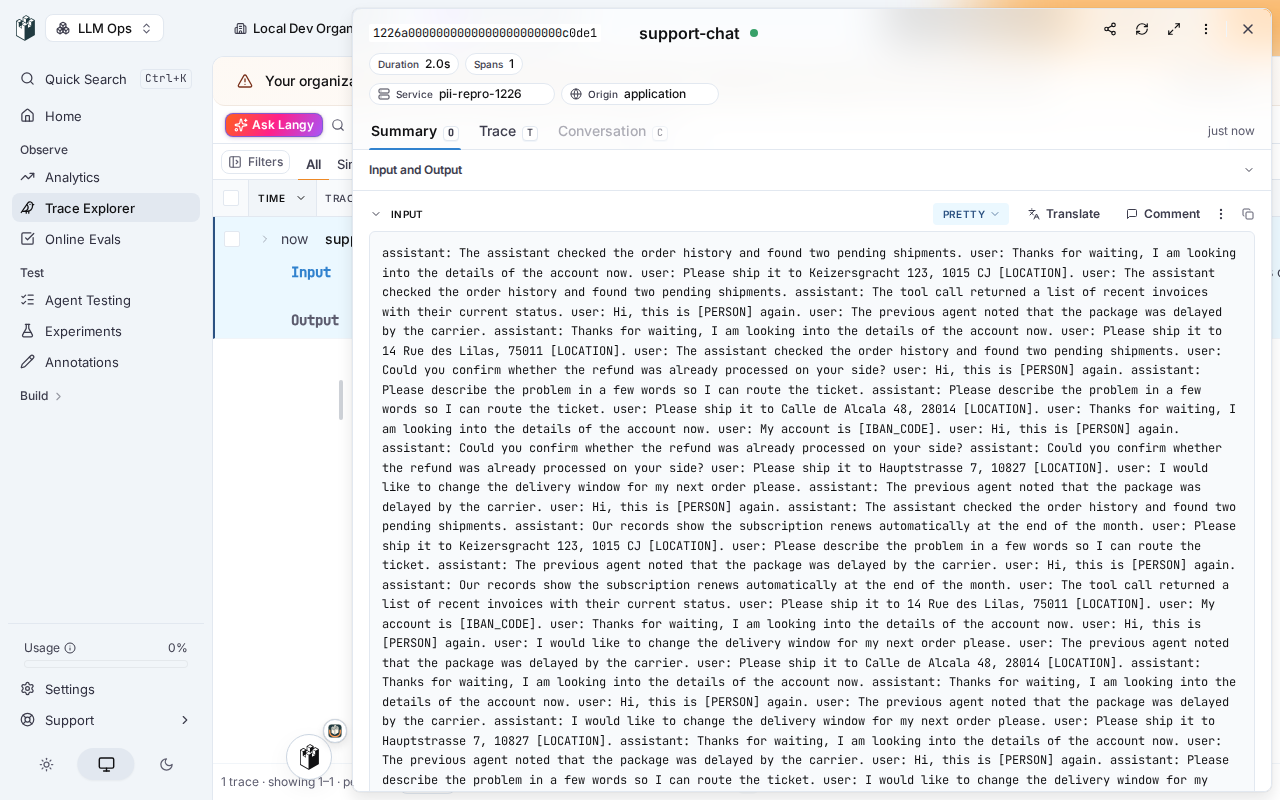 LLM Ops
Local Dev Organ
Quick Search Ctrl+K
Home
Observe
Analytics
Trace Explorer
Online Evals
Test
Agent Testing
Experiments
Annotations
Build
Usage 0%
Settings
Support
Your organiza
Ask Langy
Filters All Sin
TIME TRAC
now supp
Input
Output
1 trace · showing 1–1 · pe
1226a0000000000000000000000c0de1 support-chat
Duration 2.0s Spans 1
Service pii-repro-1226 Origin application
Summary O Trace T Conversation C just now
Input and Output
INPUT PRETTY Translate Comment
assistant: The assistant checked the order history and found two pending shipments. user: Thanks for waiting, I am looking
into the details of the account now. user: Please ship it to Keizersgracht 123, 1015 CJ [LOCATION]. user: The assistant
checked the order history and found two pending shipments. assistant: The tool call returned a list of recent invoices
with their current status. user: Hi, this is [PERSON] again. user: The previous agent noted that the package was delayed
by the carrier. assistant: Thanks for waiting, I am looking into the details of the account now. user: Please ship it to
14 Rue des Lilas, 75011 [LOCATION]. user: The assistant checked the order history and found two pending shipments. user:
Could you confirm whether the refund was already processed on your side? user: Hi, this is [PERSON] again. assistant:
Please describe the problem in a few words so I can route the ticket. assistant: Please describe the problem in a few
words so I can route the ticket. user: Please ship it to Calle de Alcala 48, 28014 [LOCATION]. user: Thanks for waiting, I
am looking into the details of the account now. user: My account is [IBAN_CODE]. user: Hi, this is [PERSON] again.
assistant: Could you confirm whether the refund was already processed on your side? assistant: Could you confirm whether
the refund was already processed on your side? user: Please ship it to Hauptstrasse 7, 10827 [LOCATION]. user: I would
like to change the delivery window for my next order please. assistant: The previous agent noted that the package was
delayed by the carrier. user: Hi, this is [PERSON] again. assistant: The assistant checked the order history and found two
pending shipments. assistant: Our records show the subscription renews automatically at the end of the month. user: Please
ship it to Keizersgracht 123, 1015 CJ [LOCATION]. user: Please describe the problem in a few words so I can route the
ticket. assistant: The previous agent noted that the package was delayed by the carrier. user: Hi, this is [PERSON] again.
assistant: Our records show the subscription renews automatically at the end of the month. user: The tool call returned a
list of recent invoices with their current status. user: Please ship it to 14 Rue des Lilas, 75011 [LOCATION]. user: My
account is [IBAN_CODE]. user: Thanks for waiting, I am looking into the details of the account now. user: Hi, this is
[PERSON] again. user: I would like to change the delivery window for my next order please. user: The previous agent noted
that the package was delayed by the carrier. user: Please ship it to Calle de Alcala 48, 28014 [LOCATION]. assistant:
Thanks for waiting, I am looking into the details of the account now. assistant: Thanks for waiting, I am looking into the
details of the account now. user: Hi, this is [PERSON] again. user: The previous agent noted that the package was delayed
by the carrier. assistant: I would like to change the delivery window for my next order please. user: Please ship it to
Hauptstrasse 7, 10827 [LOCATION]. assistant: Thanks for waiting, I am looking into the details of the account now. user:
The previous agent noted that the package was delayed by the carrier. user: Hi, this is [PERSON] again. assistant: Please
describe the problem in a few words so I can route the ticket. user: I would like to change the delivery window for my